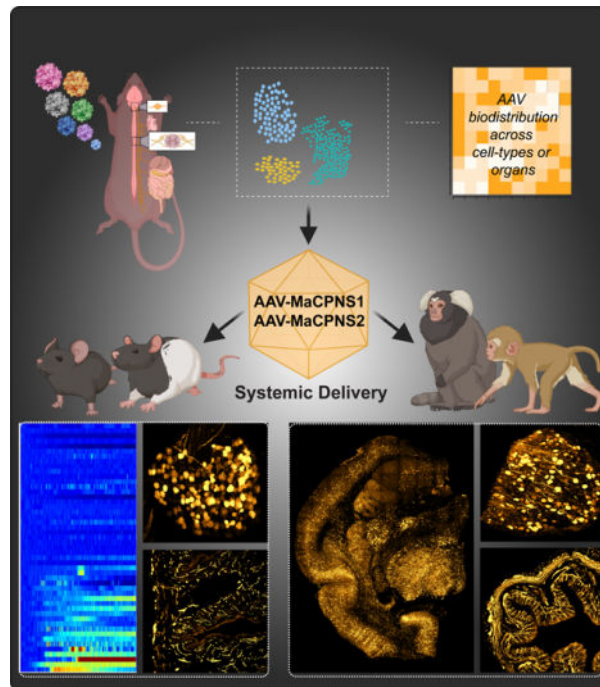 AAV
biodistribution
across
cell-types or
organs
AAV-MaCPNS1
AAV-MaCPNS2
Systemic Delivery